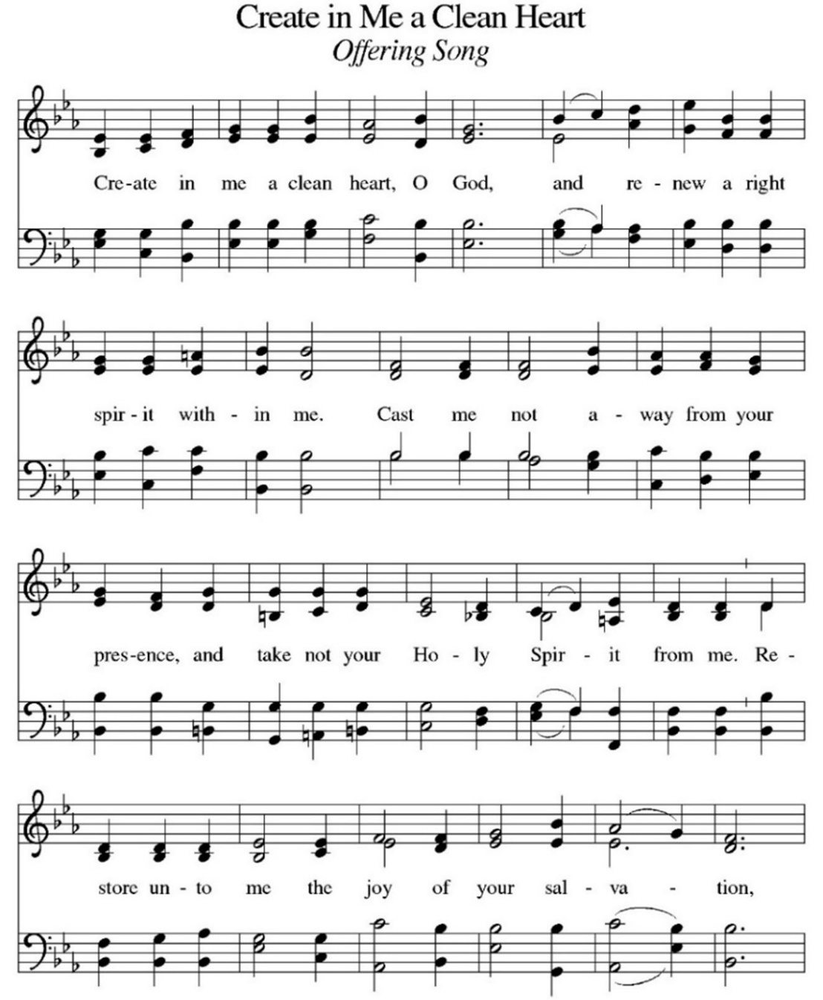 Create in Me a Clean Heart
Offering Song
Cre-ate in me a clean heart, O God, and re - new a right
spir - it with - in me. Cast me not a - way from your
pres-ence, and take not your Ho - ly Spir - it from me. Re -
store un - to me the joy of your sal - va - tion,